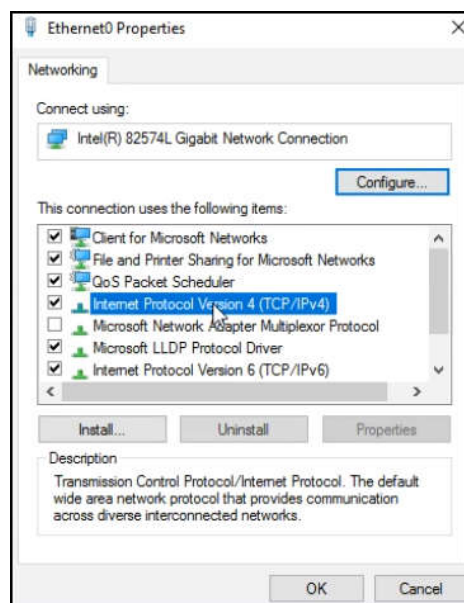 Ethernet0 Properties
Networking
Connect using:
Intel(R) 82574L Gigabit Network Connection
Configure...
This connection uses the following items:
Client for Microsoft Networks
File and Printer Sharing for Microsoft Networks
QoS Packet Scheduler
Internet Protocol Version 4 (TCP/IPv4)
Microsoft Network Adapter Multiplexor Protocol
Microsoft LLDP Protocol Driver
Internet Protocol Version 6 (TCP/IPv6)
Install...
Uninstall
Properties
Description
Transmission Control Protocol/Internet Protocol. The default
wide area network protocol that provides communication
across diverse interconnected networks.
OK
Cancel